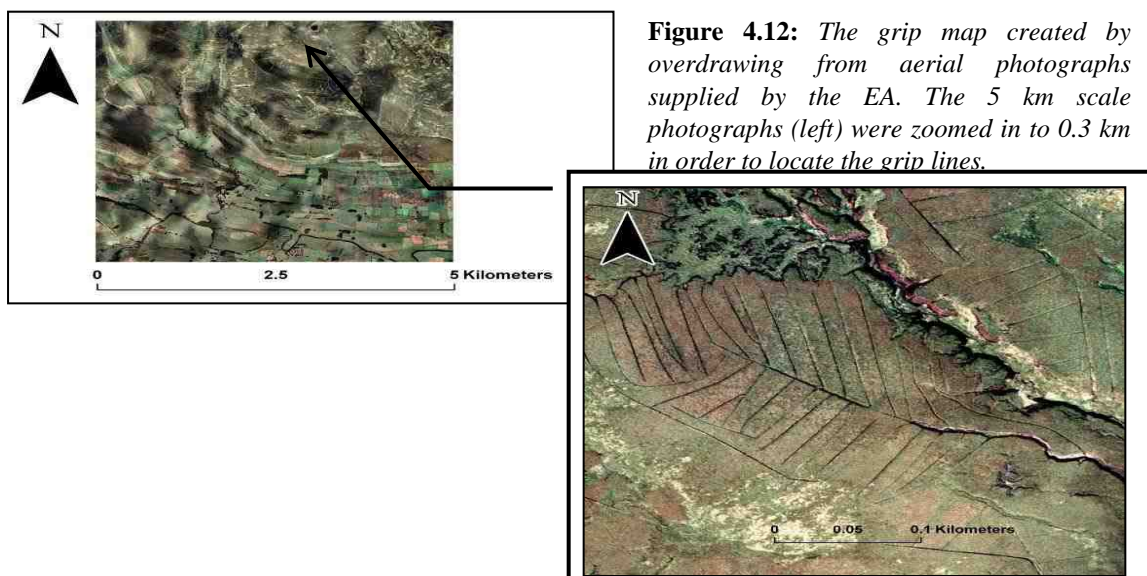 N
0
2.5
5 Kilometers
Figure 4.12: The grip map created by
overdrawing from aerial photographs
supplied by the EA. The 5 km scale
photographs (left) were zoomed in to 0.3 km
in order to locate the grip lines.
N
0 0.05 0.1 Kilometers